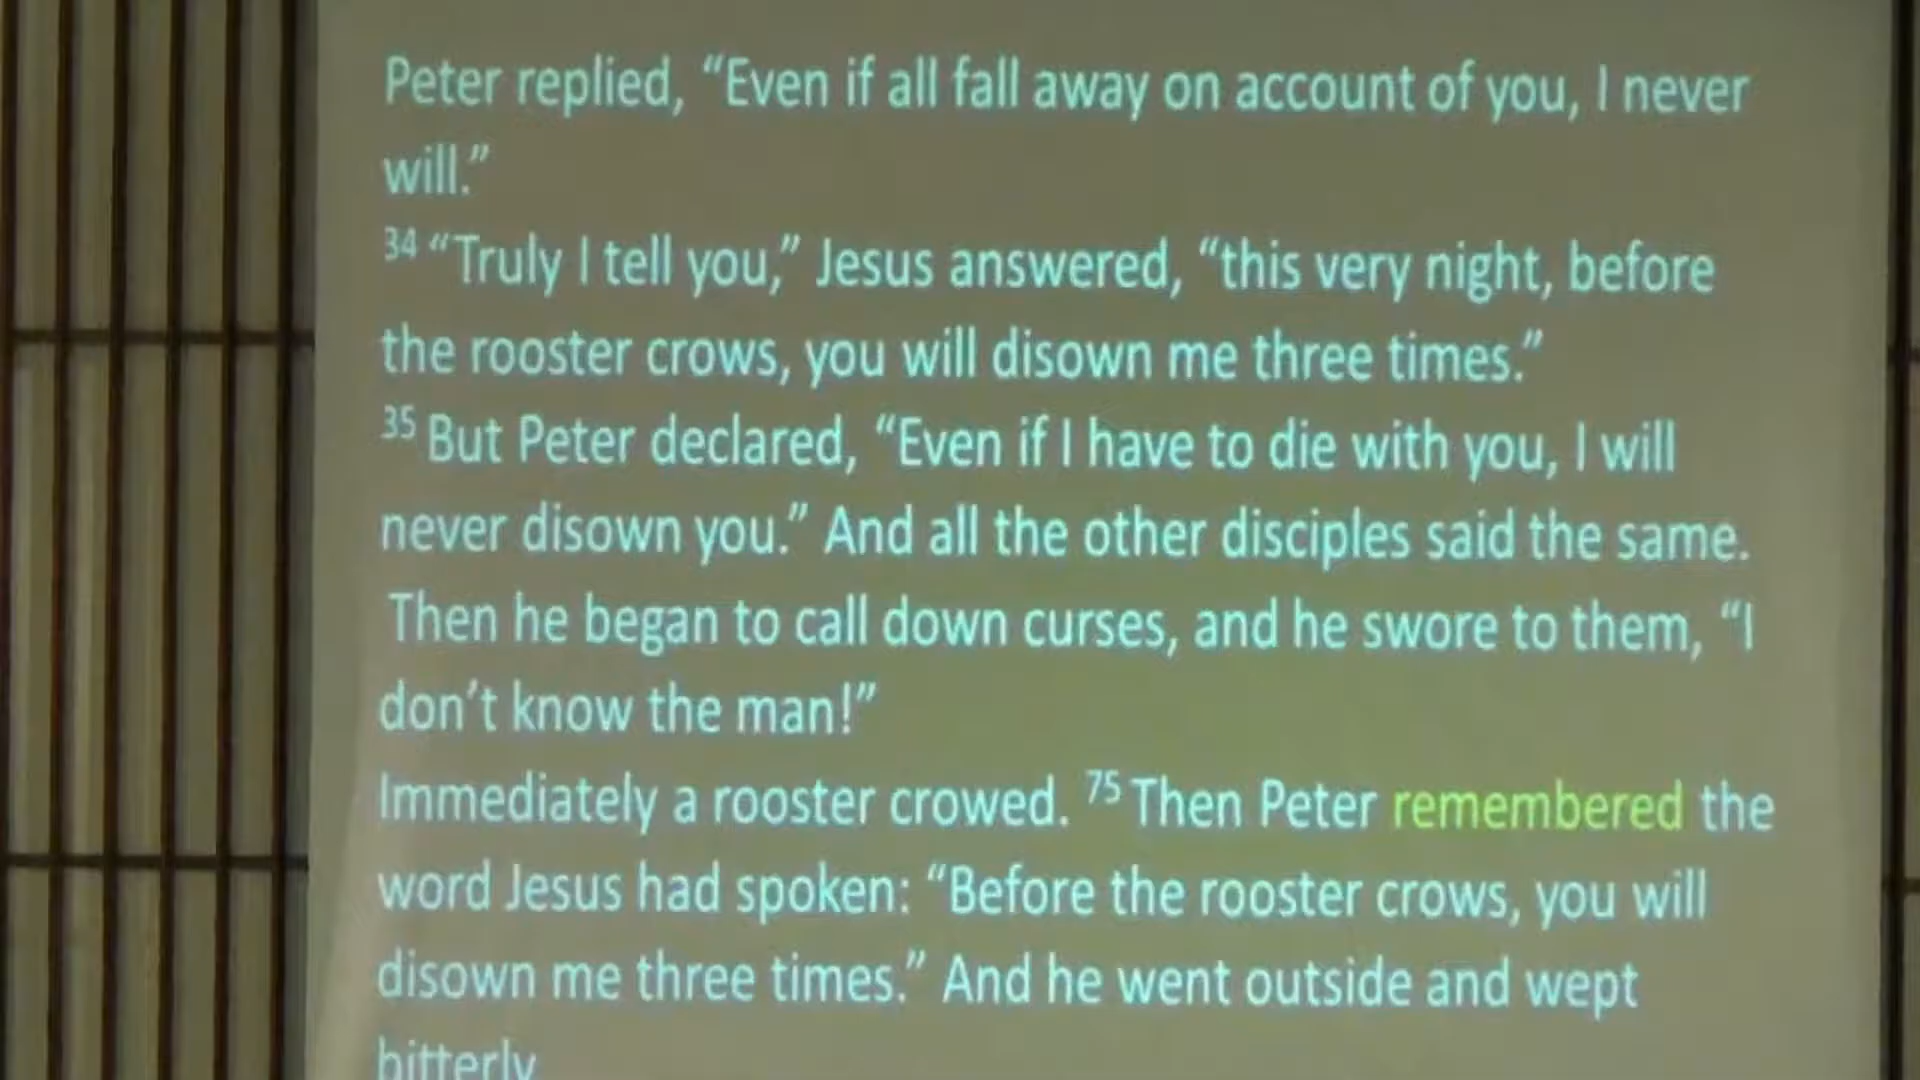 Peter replied, “Even if all fall away on account of you, I never
will.”
34 “Truly I tell you,” Jesus answered, “this very night, before
the rooster crows, you will disown me three times.”
35 But Peter declared, “Even if I have to die with you, I will
never disown you.” And all the other disciples said the same.
Then he began to call down curses, and he swore to them, “I
don’t know the man!”
Immediately a rooster crowed. 75 Then Peter remembered the
word Jesus had spoken: “Before the rooster crows, you will
disown me three times.” And he went outside and wept
bitterly